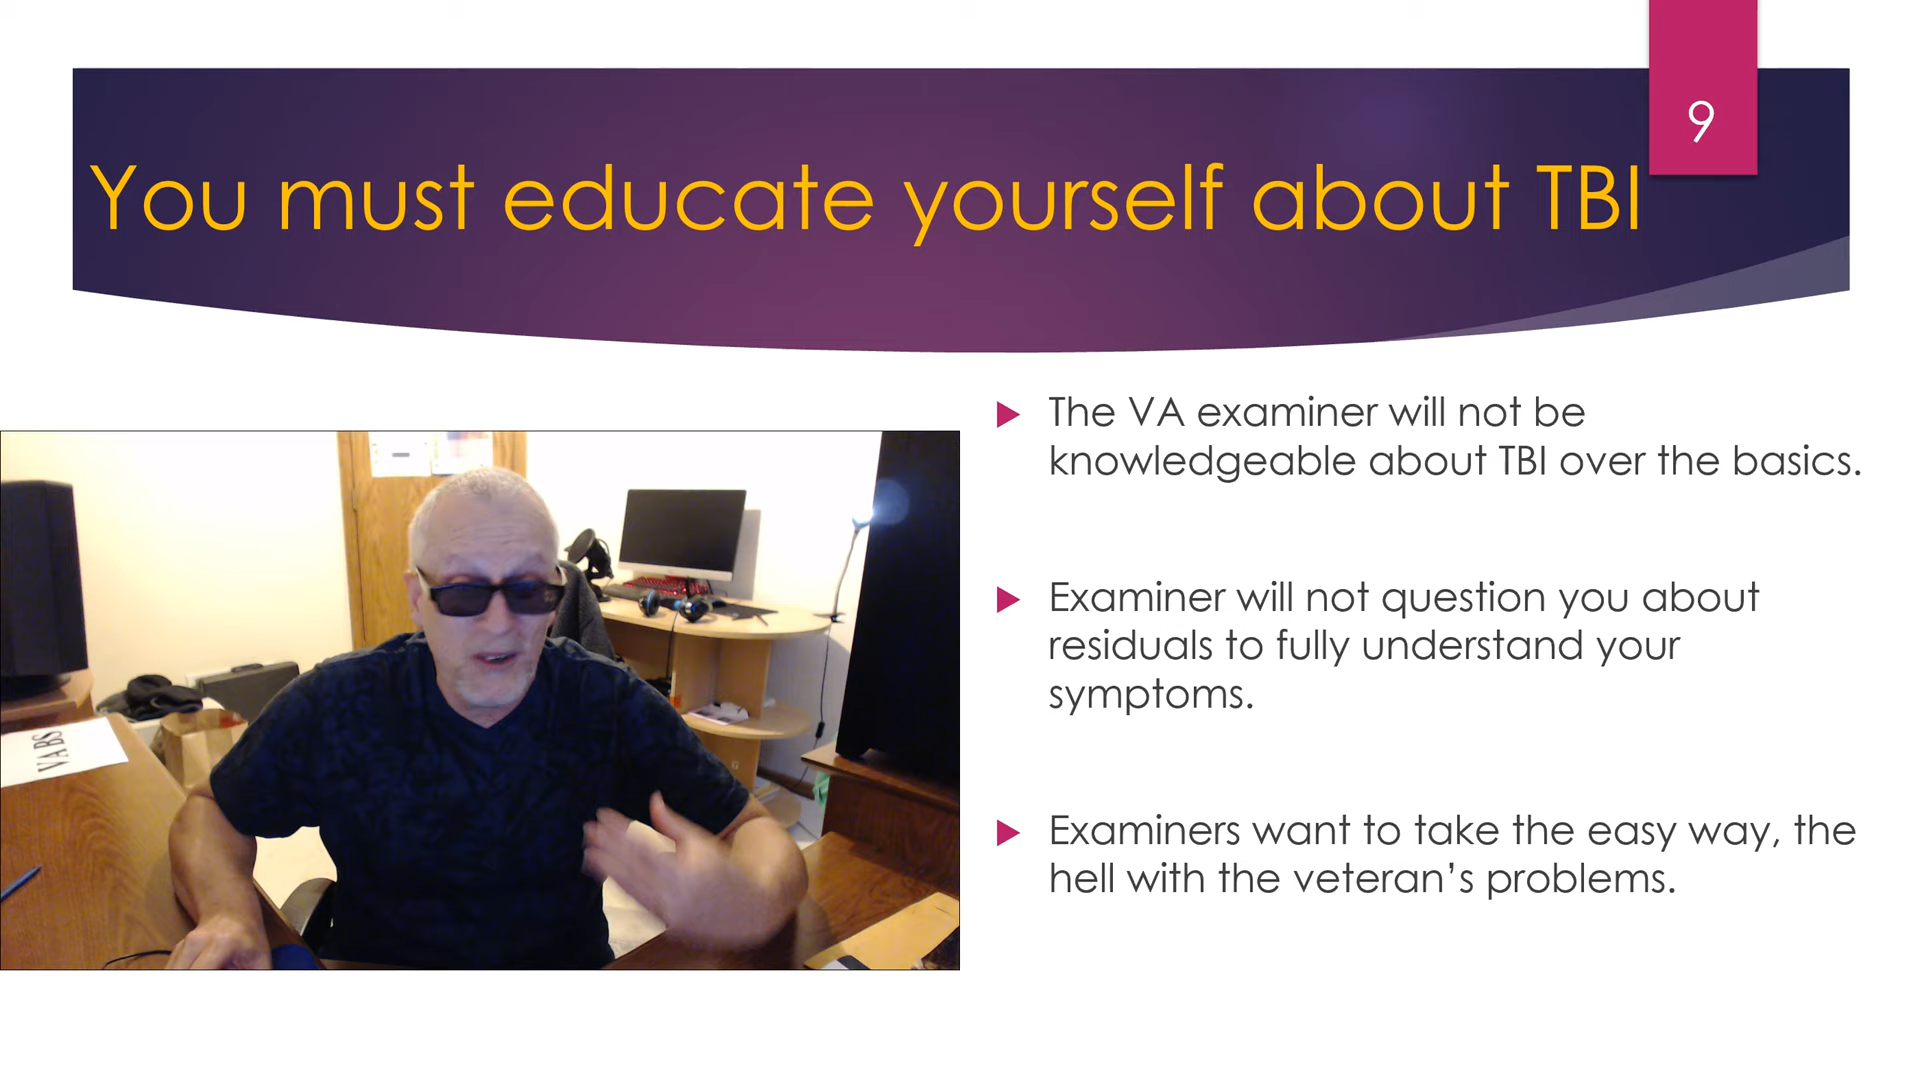 9
You must educate yourself about TBI
The VA examiner will not be
knowledgeable about TBI over the basics.
Examiner will not question you about
residuals to fully understand your
symptoms.
Examiners want to take the easy way, the
hell with the veteran’s problems.
VA BS